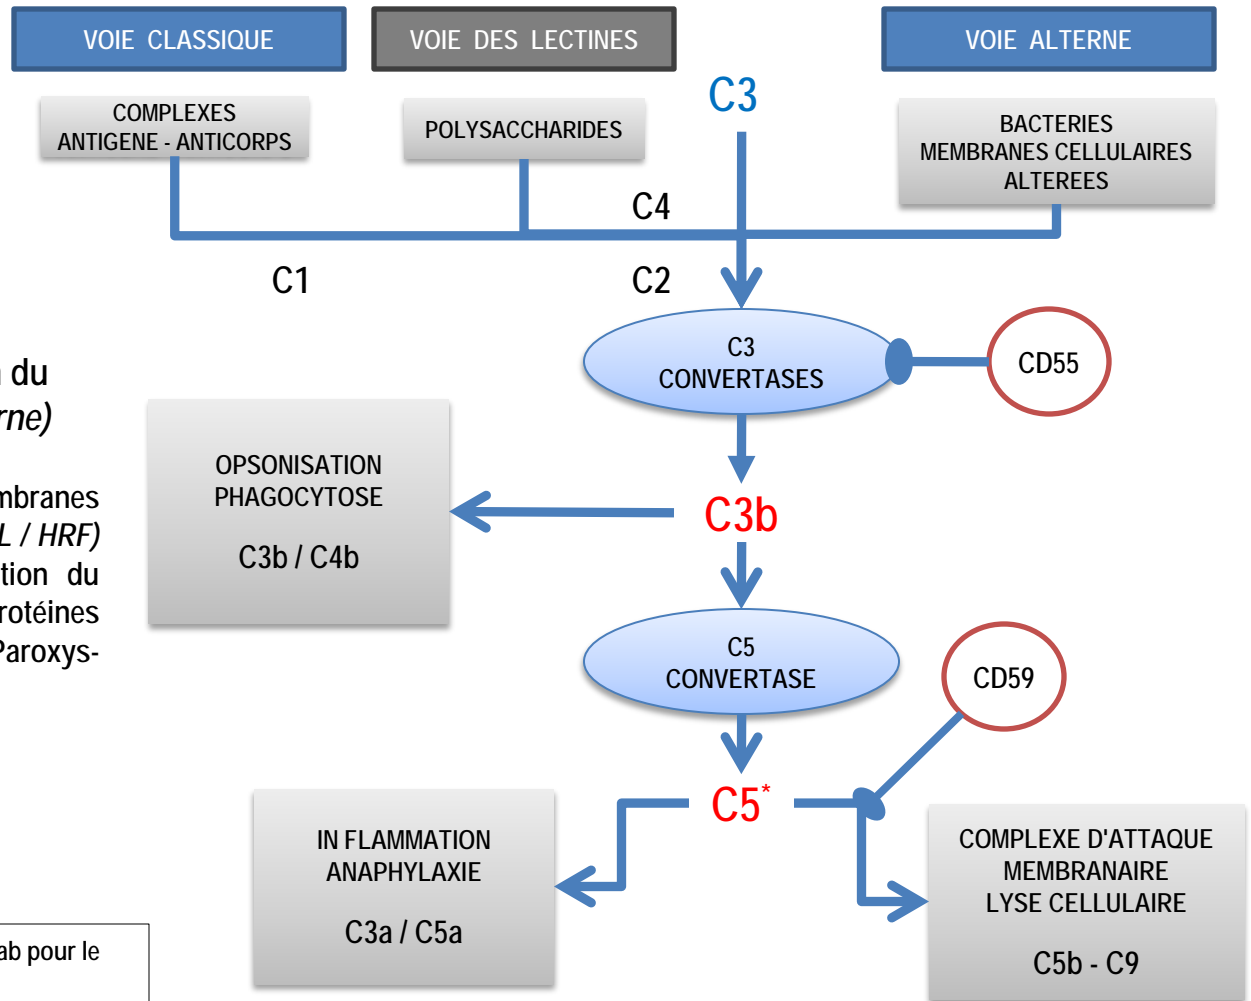 VOIE CLASSIQUE
VOIE DES LECTINES
VOIE ALTERNE
COMPLEXES
ANTIGENE - ANTICORPS
POLYSACCHARIDES
C3
BACTERIES
MEMBRANES CELLULAIRES
ALTEREES
C4
C1
C2
C3
CONVERTASES
CD55
du
rne)
mbranes
L / HRF)
tion du
rotéines
Paroxys-
OPSONISATION
PHAGOCYTOSE
C3b / C4b
C3b
C5
CONVERTASE
CD59
C5*
IN FLAMMATION
ANAPHYLAXIE
C3a / C5a
COMPLEXE D'ATTAQUE
MEMBRANAIRE
LYSE CELLULAIRE
C5b - C9
ab pour le